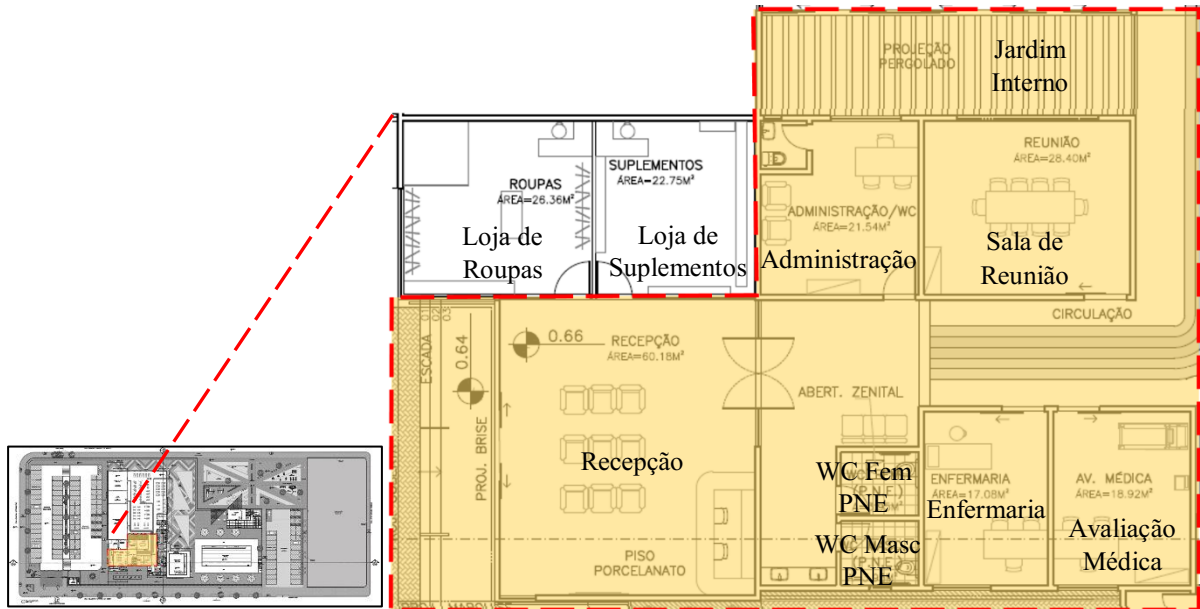 PROJEÇÃO
PERGOLADO
Jardim
Interno
ROUPAS
ÁREA=26.36M²
Loja de
Roupas
SUPLEMENTOS
ÁREA=22.75M²
Loja de
Suplementos
ADMINISTRAÇÃO/WC
ÁREA=21.54M²
Administração
REUNIÃO
ÁREA=28.40M²
Sala de
Reunião
CIRCULAÇÃO
ESCADA
01
02
03
0.64
PROJ. BRISE
0.66
RECEPÇÃO
ÁREA=60.18M²
Recepção
PISO
PORCELANATO
ABERT. ZENITAL
WC Fem
(P.N.E.)
PNE
WC Masc
(P.N.E.)
PNE
ENFERMARIA
ÁREA=17.08M²
Enfermaria
AV. MÉDICA
ÁREA=18.92M²
Avaliação
Médica